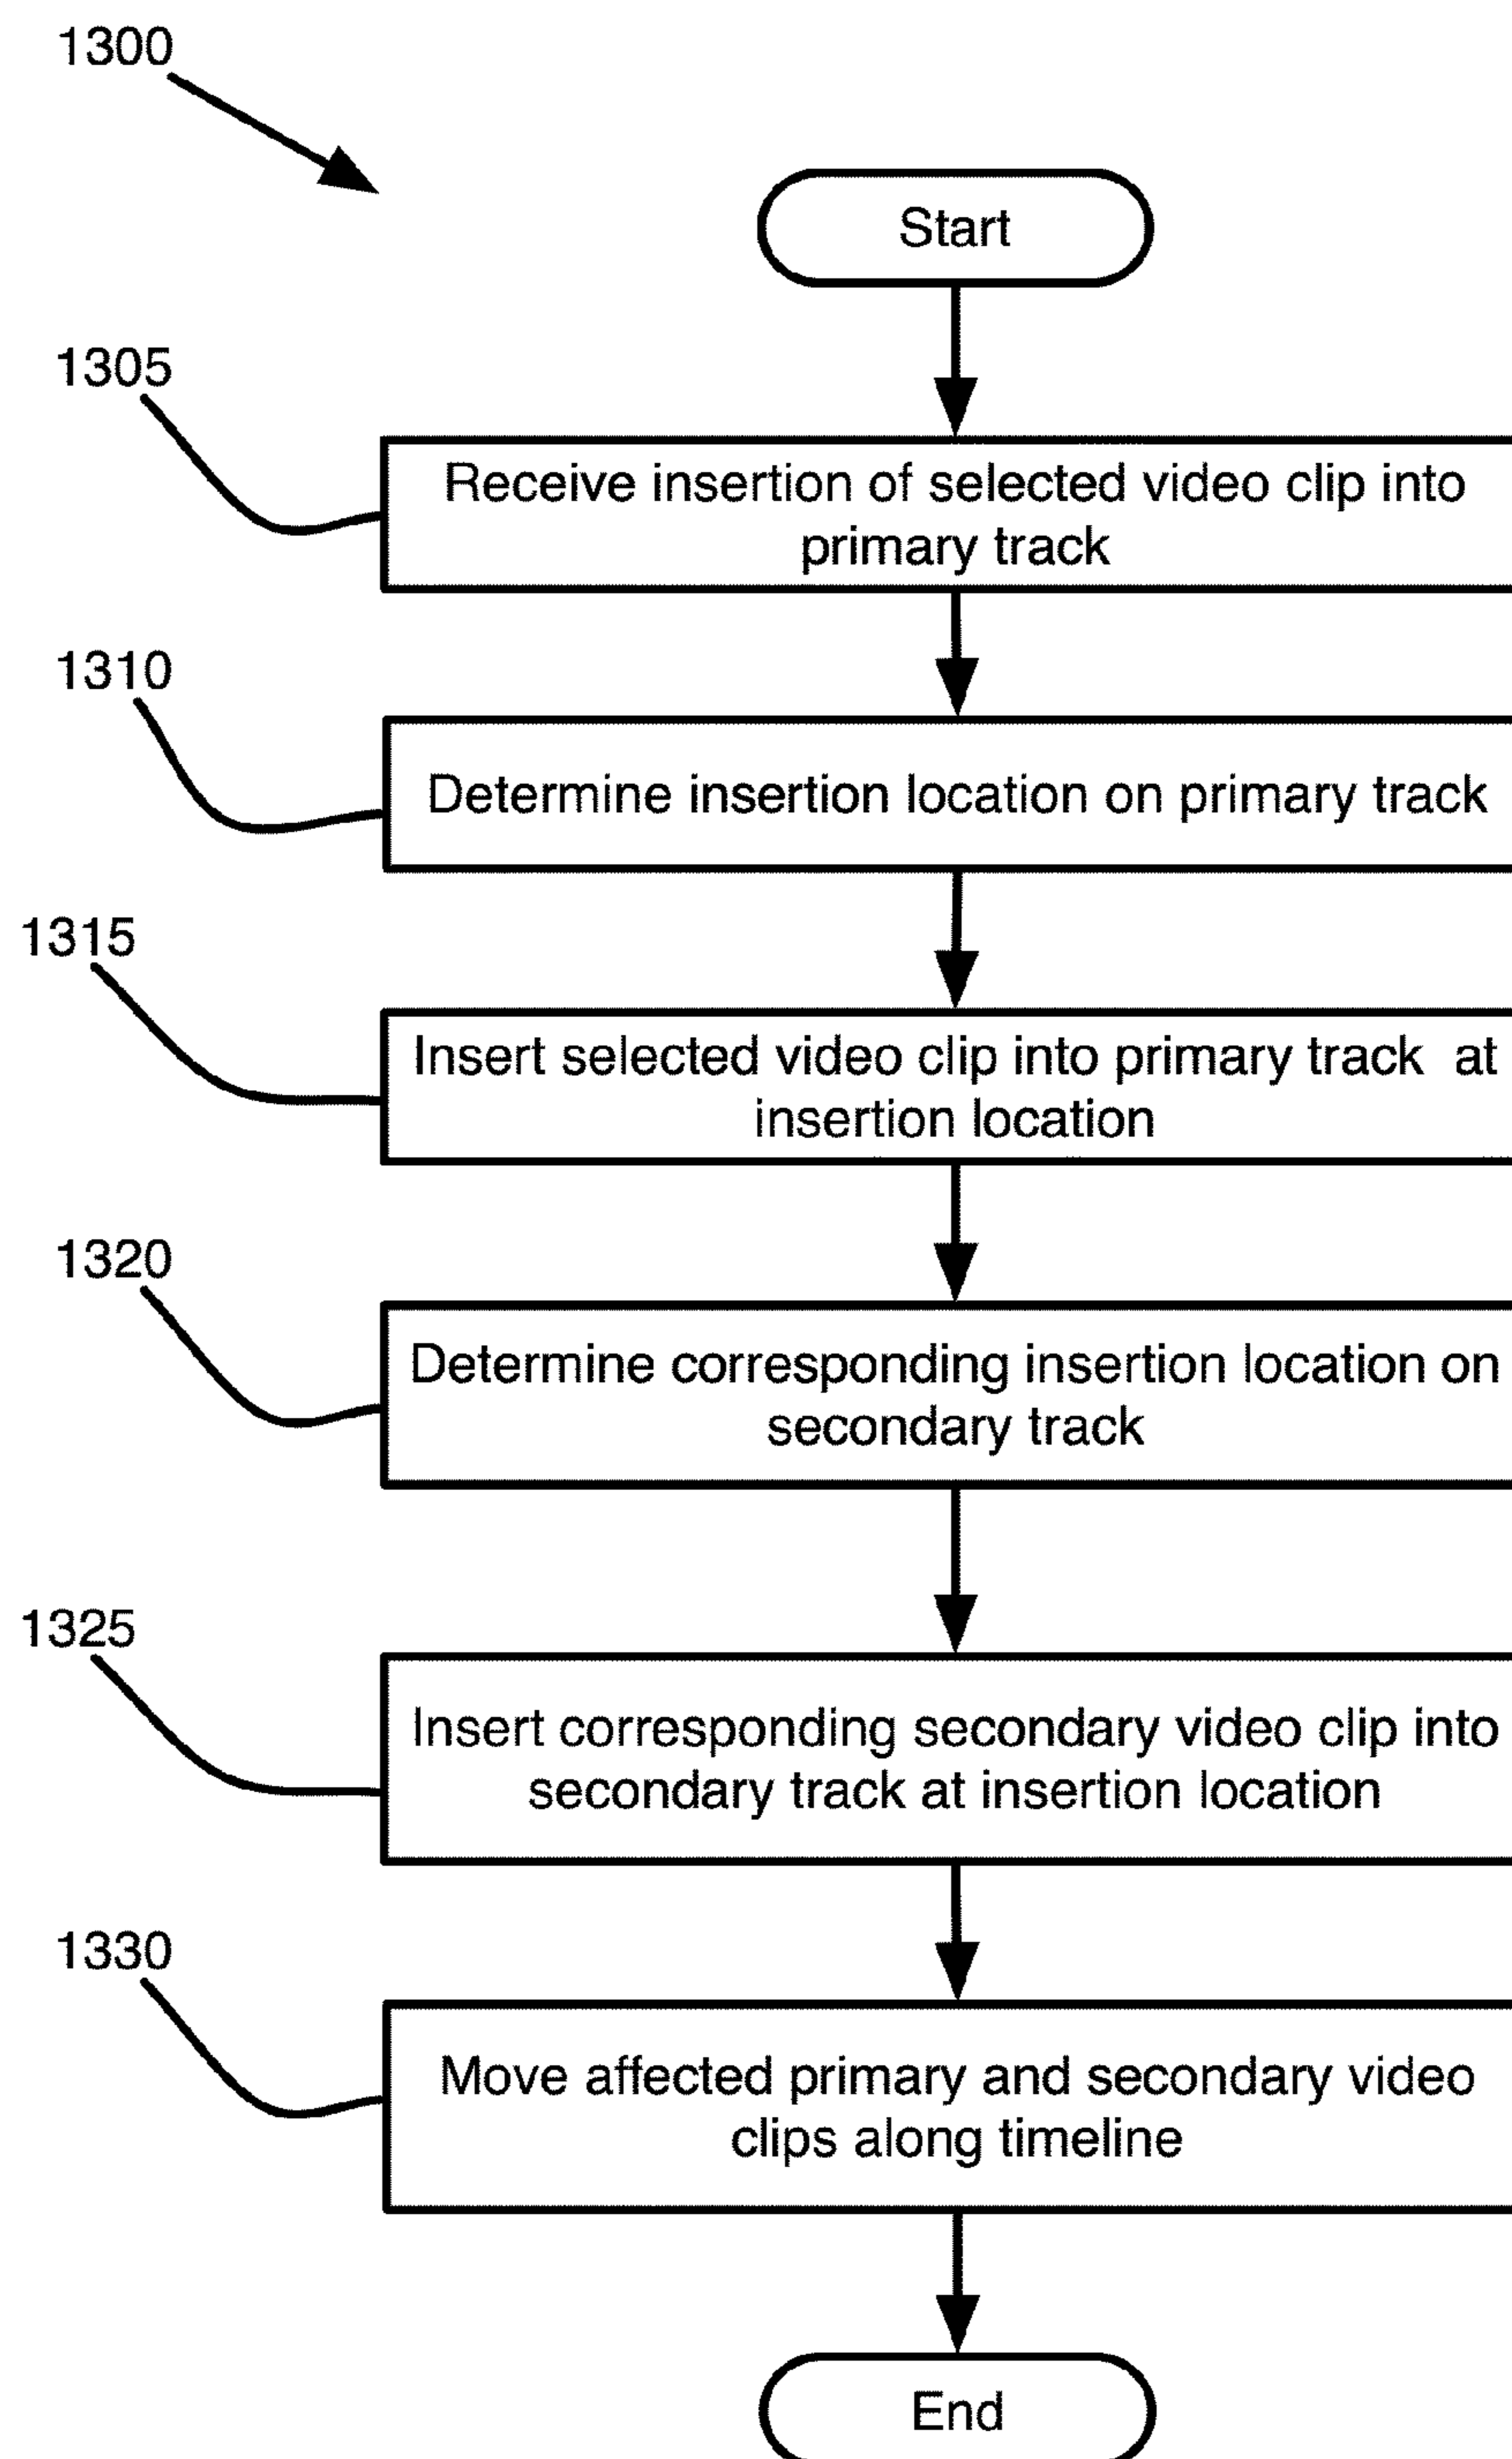 1300
Start
1305
Receive insertion of selected video clip into
primary track
1310
Determine insertion location on primary track
1315
Insert selected video clip into primary track at
insertion location
1320
Determine corresponding insertion location on
secondary track
1325
Insert corresponding secondary video clip into
secondary track at insertion location
1330
Move affected primary and secondary video
clips along timeline
End